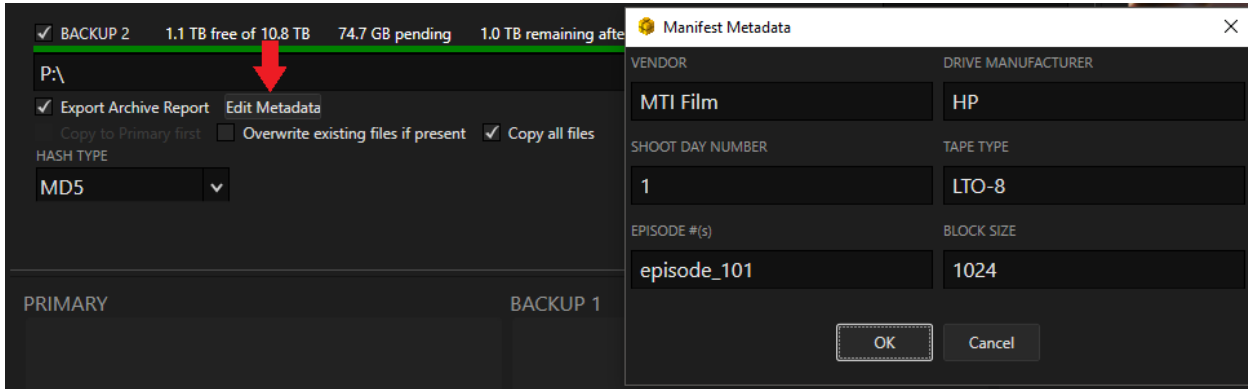 BACKUP 2 1.1 TB free of 10.8 TB 74.7 GB pending 1.0 TB remaining afte
P:\
Export Archive Report Edit Metadata
Copy to Primary first Overwrite existing files if present Copy all files
HASH TYPE
MD5
PRIMARY BACKUP 1
Manifest Metadata
VENDOR DRIVE MANUFACTURER
MTI Film HP
SHOOT DAY NUMBER TAPE TYPE
1 LTO-8
EPISODE #(s) BLOCK SIZE
episode_101 1024
OK Cancel